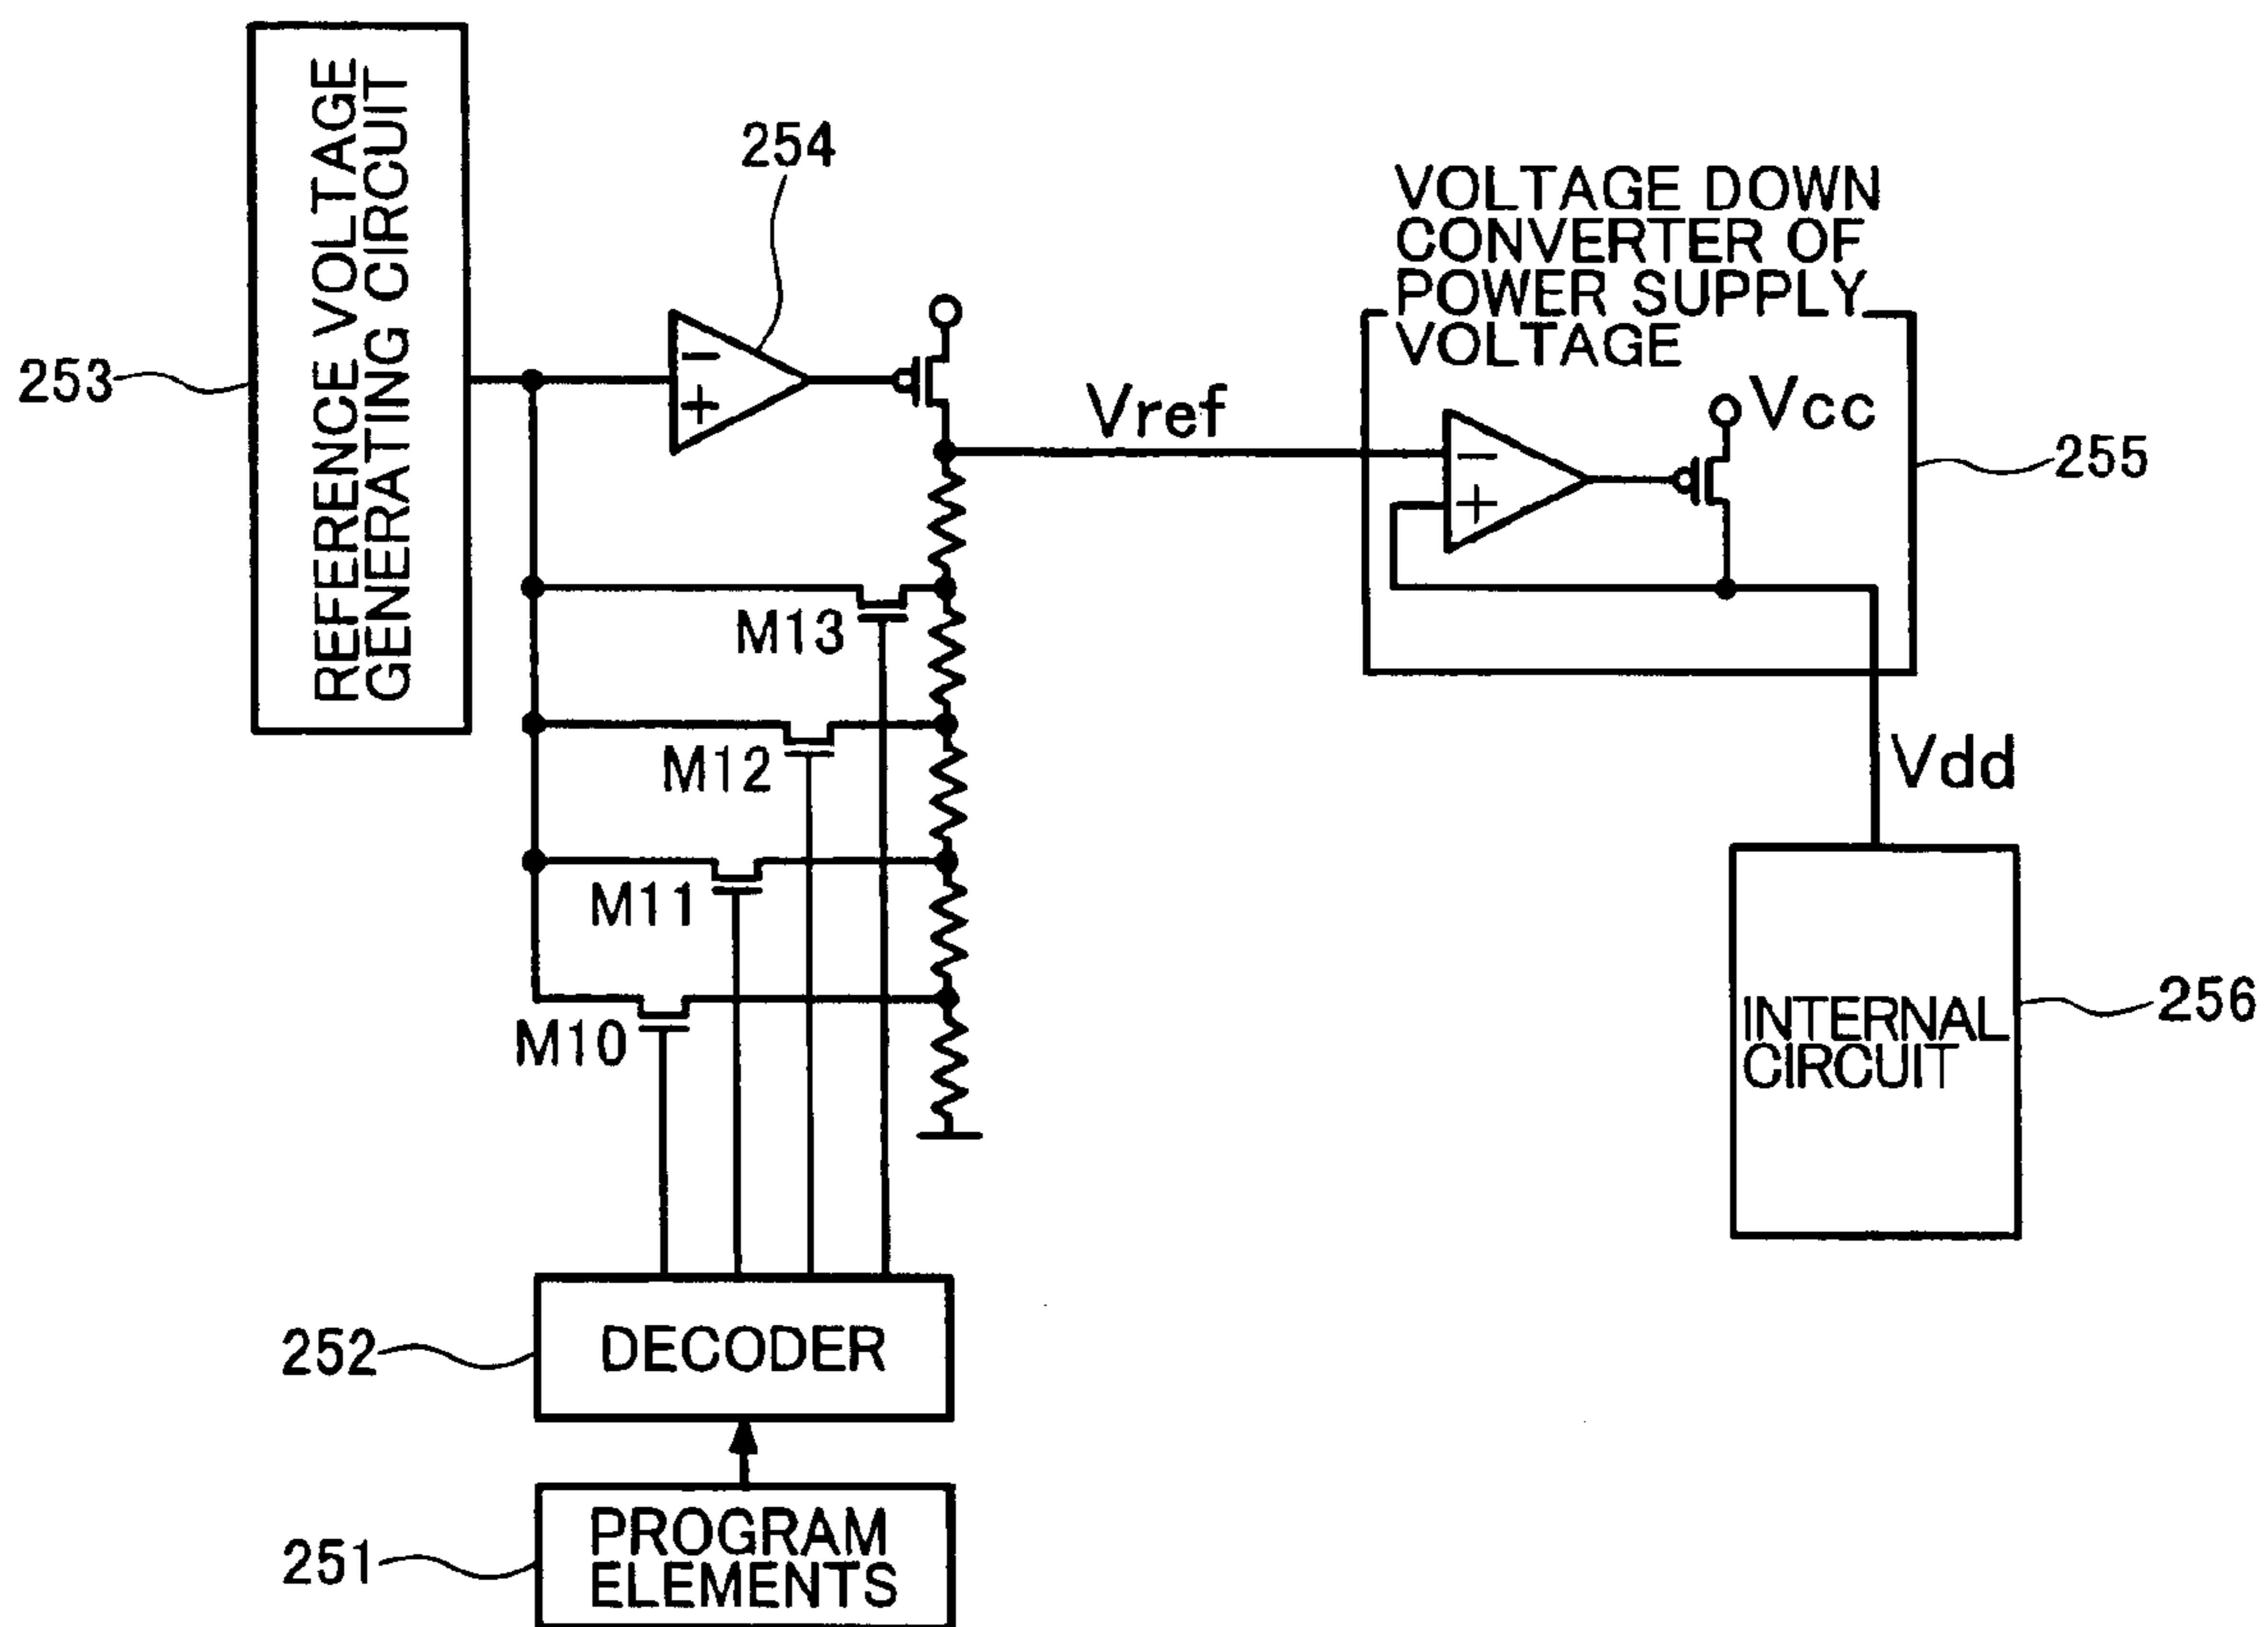 REFERENCE VOLTAGE
GENERATING CIRCUIT
253
254
−
+
Vref
VOLTAGE DOWN
CONVERTER OF
POWER SUPPLY
VOLTAGE
−
+
Vcc
255
M13
M12
M11
M10
Vdd
INTERNAL
CIRCUIT
256
252
DECODER
251
PROGRAM
ELEMENTS